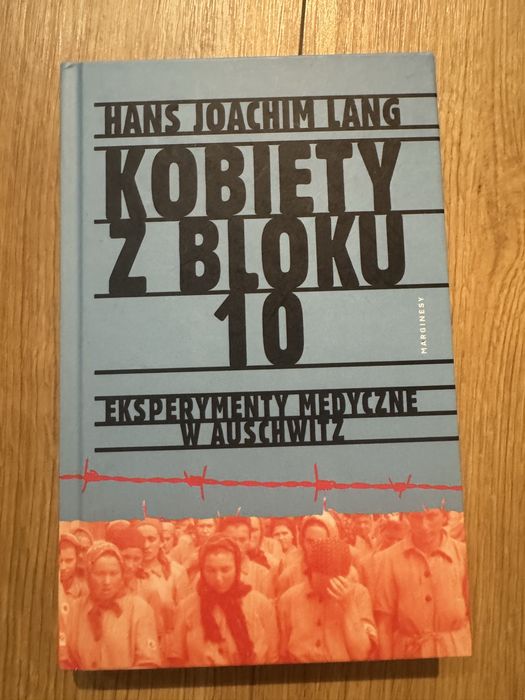 HANS JOACHIM LANG
KOBIETY
Z BLOKU
10
MARGINESY
EKSPERYMENTY MEDYCZNE
W AUSCHWITZ